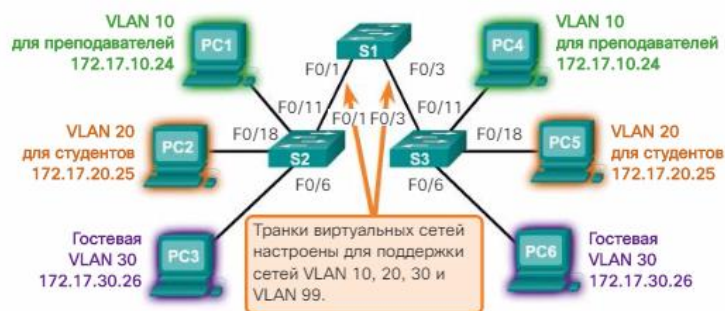 VLAN 10
для преподавателей
172.17.10.24
PC1
S1
VLAN 10
для преподавателей
172.17.10.24
PC4
F0/1
F0/3
F0/11
F0/1
F0/3
F0/11
VLAN 20
для студентов
172.17.20.25
PC2
F0/18
S2
S3
F0/18
PC5
VLAN 20
для студентов
172.17.20.25
F0/6
F0/6
Гостевая
VLAN 30
172.17.30.26
PC3
Транки виртуальных сетей
настроены для поддержки
сетей VLAN 10, 20, 30 и
VLAN 99.
PC6
Гостевая
VLAN 30
172.17.30.26